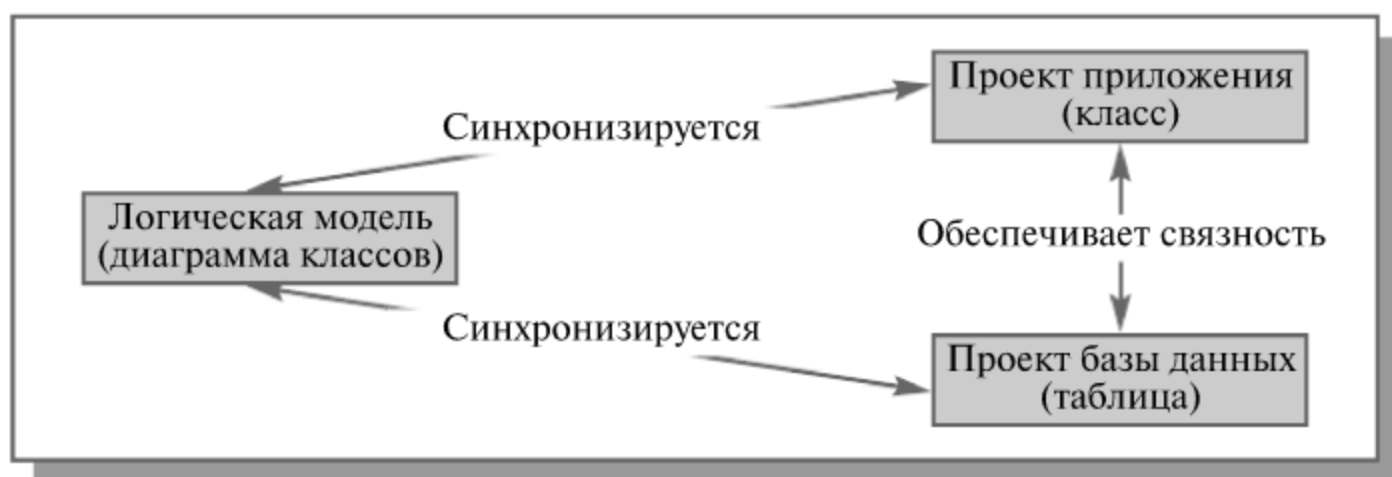 Проект приложения
(класс)
Синхронизируется
Логическая модель
(диаграмма классов)
Обеспечивает связность
Синхронизируется
Проект базы данных
(таблица)